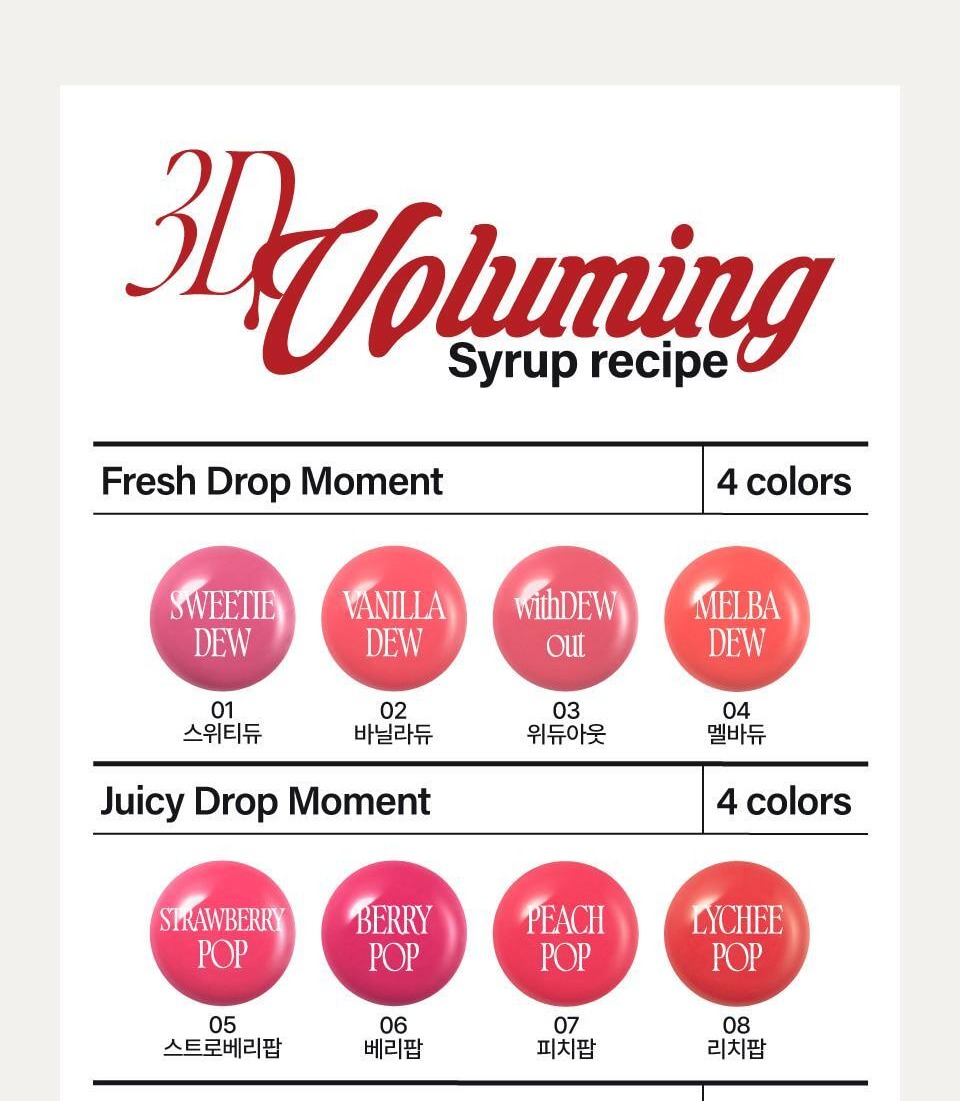 3D Voluming
Syrup recipe
Fresh Drop Moment
4 colors
SWEETIE
DEW
VANILLA
DEW
withDEW
out
MELBA
DEW
01
스위티듀
02
바닐라듀
03
위듀아웃
04
멜바듀
Juicy Drop Moment
4 colors
STRAWBERRY
POP
BERRY
POP
PEACH
POP
LYCHEE
POP
05
스트로베리팝
06
베리팝
07
피치팝
08
리치팝